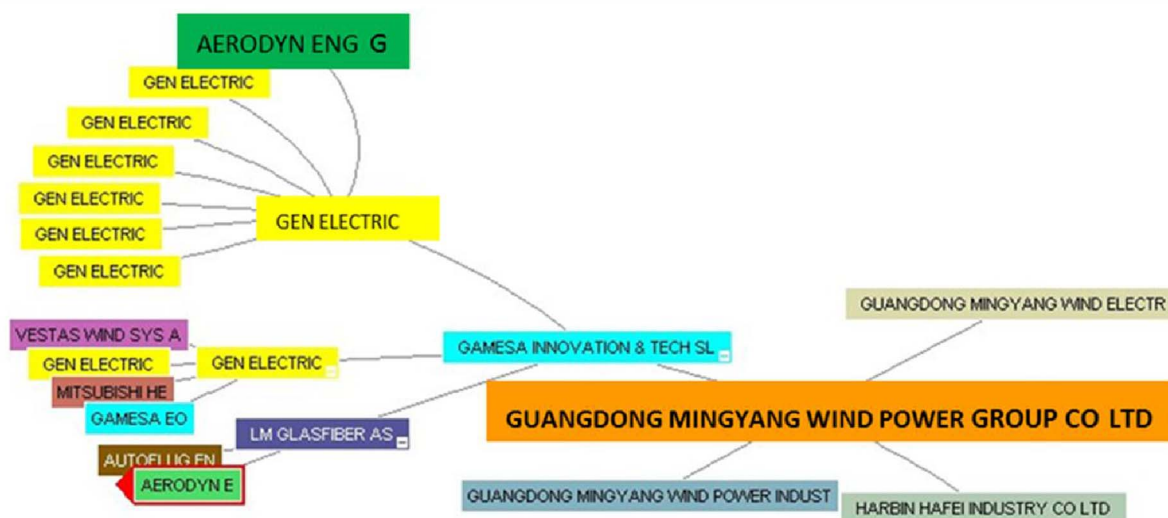 AERODYN ENG G
GEN ELECTRIC
GEN ELECTRIC
GEN ELECTRIC
GEN ELECTRIC
GEN ELECTRIC
GEN ELECTRIC
GEN ELECTRIC
GUANGDONG MINGYANG WIND ELECTR
VESTAS WIND SYS A
GAMESA INNOVATION & TECH SL
GEN ELECTRIC
GEN ELECTRIC
MITSUBISHI HE
GAMESA EO
GUANGDONG MINGYANG WIND POWER GROUP CO LTD
LM GLASFIBER AS
AUTOFLUG EN
AERODYN E
GUANGDONG MINGYANG WIND POWER INDUST
HARBIN HAFEI INDUSTRY CO LTD